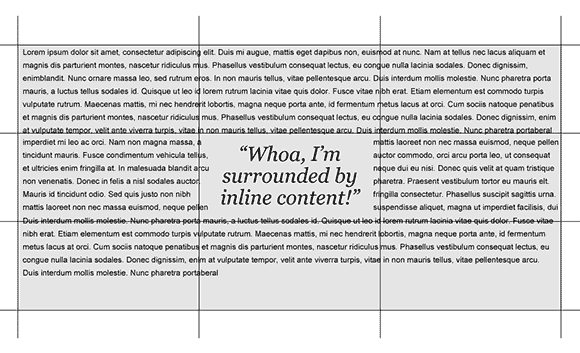 Lorem ipsum dolor sit amet, consectetur adipiscing elit. Duis mi augue, mattis eget dapibus non, euismod at nunc. Nam at tellus nec lacus aliquam et
magnis dis parturient montes, nascetur ridiculus mus. Phasellus vestibulum consequat lectus, eu congue nulla lacinia sodales. Donec dignissim,
enimblandit. Nunc ornare massa leo, sed rutrum eros. In non mauris tellus, vitae pellentesque arcu. Duis interdum mollis molestie. Nunc pharetra porta
mauris, a luctus tellus sodales id. Quisque ut leo id lorem rutrum lacinia vitae quis dolor. Fusce vitae nibh erat. Etiam elementum est commodo turpis
vulputate rutrum. Maecenas mattis, mi non hendrerit lobortis, magna neque porta ante, id fermentum metus lacus at orci. Cum sociis natoque penatibus
et magnis dis parturient montes, nascetur ridiculus mus. Phasellus vestibulum consequat lectus, eu congue nulla lacinia sodales. Donec dignissim, enim
at vulputate tempor, velit ante viverra turpis, vitae n non mauris tellus, vitae pellentesque arcu. Duis interdum mollis molestie. Nunc pharetra portaberal
imperdiet mi leo ac orci. Nam non magna massa, a
tincidunt mauris. Fusce condimentum vehicula tellus,
et ultricies enim fringilla at. In malesuada blandit arcu
non venenatis. Donec in felis a nisl sodales auctor.
Mauris id tincidunt odio. Sed quis justo non nibh
mattis laoreet non nec massa euismod, neque pellen
“Whoa, I’m
surrounded by
inline content!”
mattis laoreet non nec massa euismod, neque pellen
auctor commodo, orci arcu porta leo, ut consequat
neque dui eu nisi. Donec quis velit at quam tristique
pharetra. Praesent vestibulum tortor eu mauris elt.
fringilla consectetur. Phasellus suscipit sagittis urna.
suspendisse aliquet, magna ut imperdiet facilisis, dui
Duis interdum mollis molestie. Nunc pharetra porta mauris, a luctus tellus sodales id. Quisque ut leo id lorem rutrum lacinia vitae quis dolor. Fusce vitae
nibh erat. Etiam elementum est commodo turpis vulputate rutrum. Maecenas mattis, mi non hendrerit lobortis, magna neque porta ante, id fermentum
metus lacus at orci. Cum sociis natoque penatibus et magnis dis parturient montes, nascetur ridiculus mus. Phasellus vestibulum consequat lectus, eu
congue nulla lacinia sodales. Donec dignissim, enim at vulputate tempor, velit ante viverra turpis, vitae mauris tellus, vitae pellentesque arcu.
Duis interdum mollis molestie. Nunc pharetra portaberal